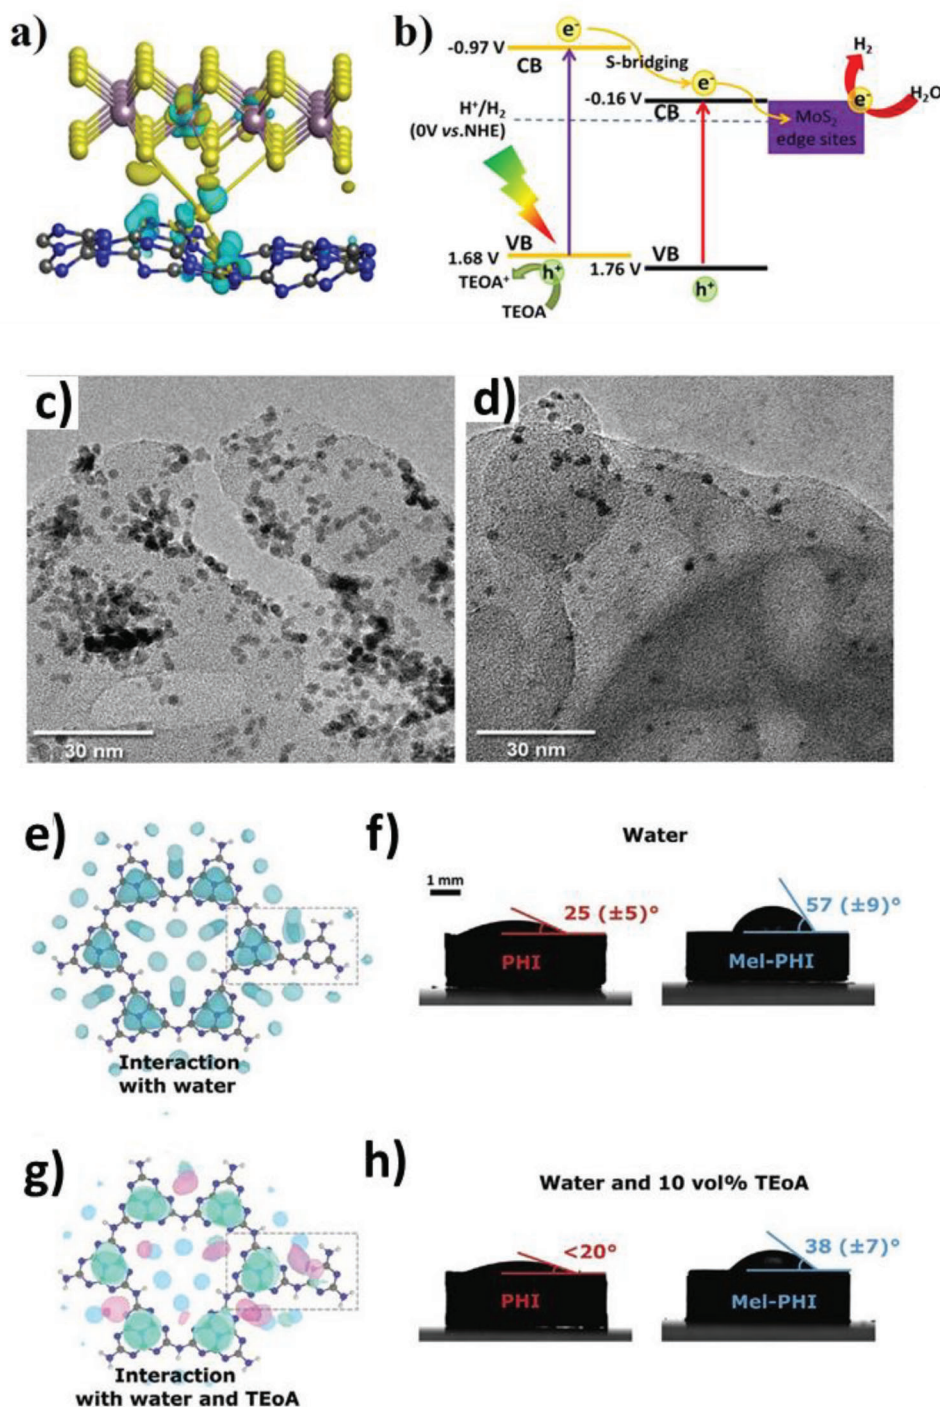 a)
b)
-0.97 V
CB
e⁻
S-bridging
e⁻
-0.16 V
CB
H⁺/H₂
(0V vs.NHE)
MoS₂
edge sites
H₂
e⁻
H₂O
VB
1.68 V
h⁺
TEOA⁺
TEOA
VB
1.76 V
h⁺
c)
30 nm
d)
30 nm
e)
Interaction
with water
f)
Water
1 mm
25 (±5)°
PHI
57 (±9)°
Mel-PHI
g)
Interaction
with water and TEoA
h)
Water and 10 vol% TEoA
<20°
PHI
38 (±7)°
Mel-PHI